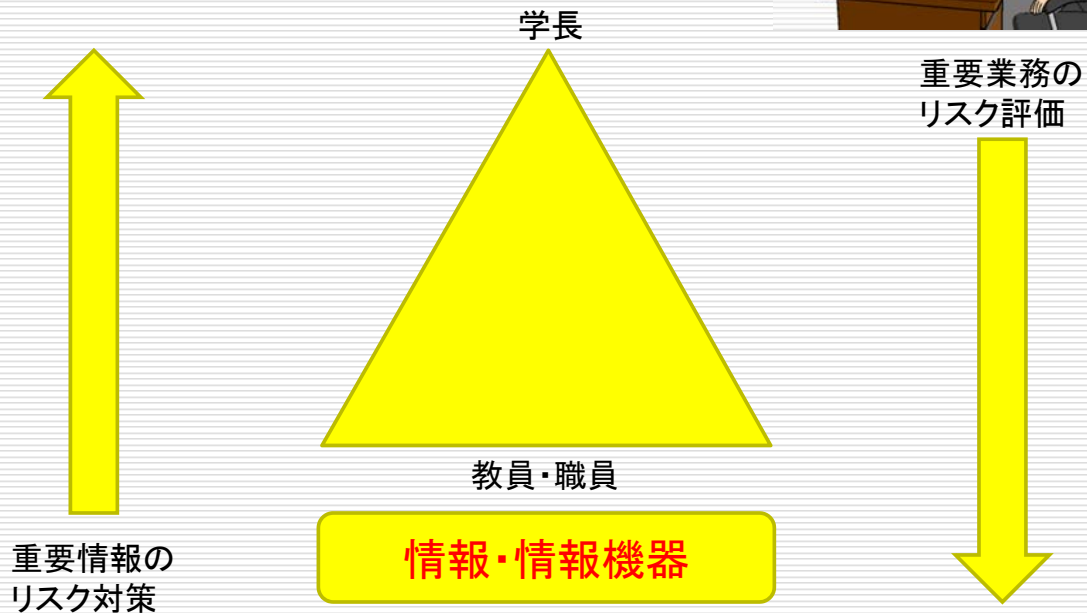 学長
重要業務の
リスク評価
教員・職員
情報・情報機器
重要情報の
リスク対策